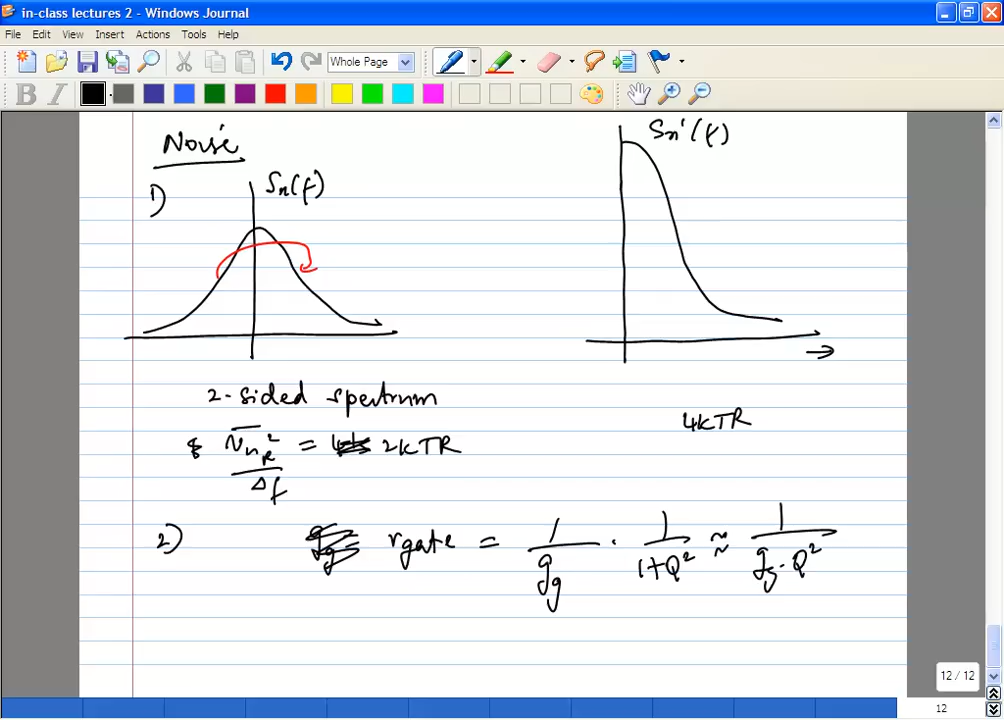 in-class lectures 2 - Windows Journal
File Edit View Insert Actions Tools Help
Whole Page
B I
Noise
Sn'(f)
1)
Sn(f)
2-sided spectrum
4kTR
VnR² / Δf = 2kTR
2) rgate = 1/gg · 1/(1+Q²) ≈ 1/(gg·Q²)
12 / 12
12